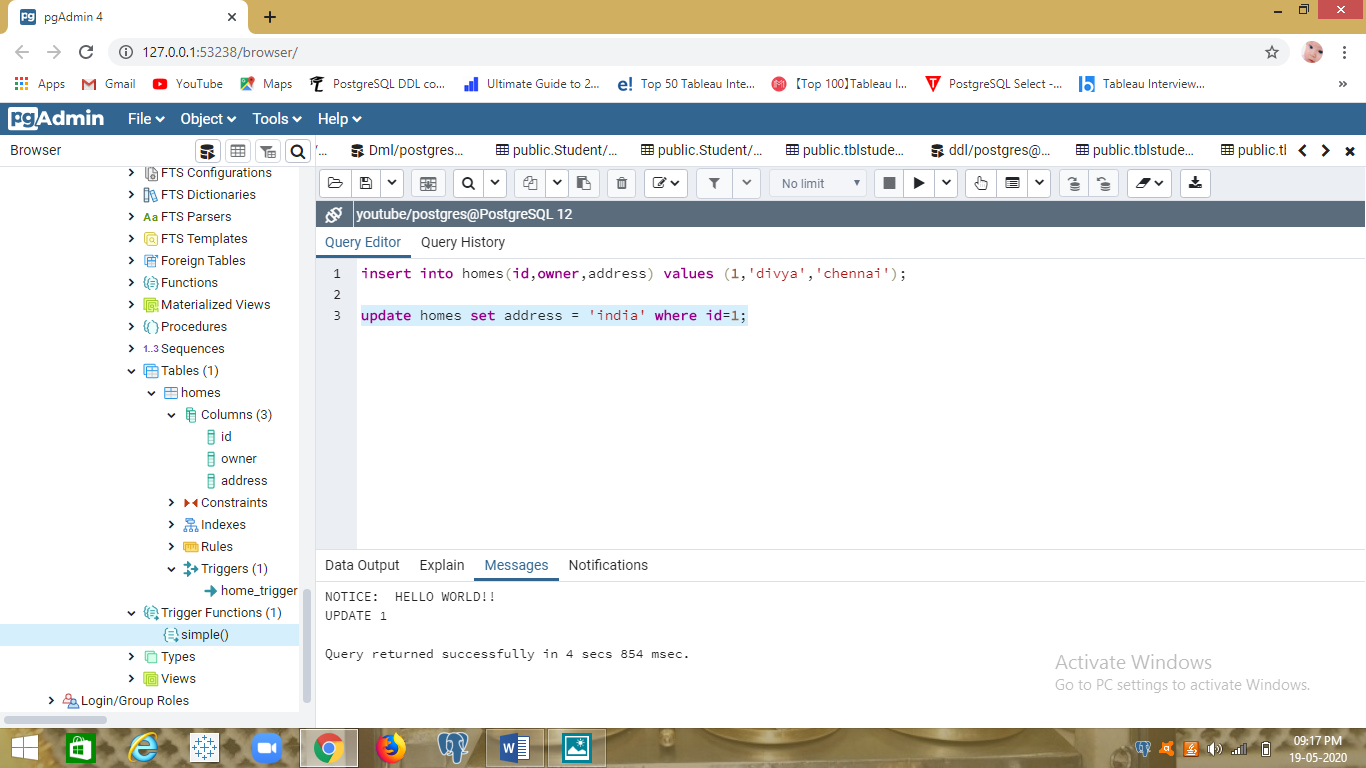 pgAdmin 4
127.0.0.1:53238/browser/
Apps Gmail YouTube Maps PostgreSQL DDL co... Ultimate Guide to 2... Top 50 Tableau Inte... 【Top 100】Tableau I... PostgreSQL Select -... Tableau Interview... »
pgAdmin File Object Tools Help
Browser
/... Dml/postgres... public.Student/... public.Student/... public.tblstude... ddl/postgres@... public.tblstude... public.tl
No limit
youtube/postgres@PostgreSQL 12
Query Editor Query History
1 insert into homes(id,owner,address) values (1,'divya','chennai');
2
3 update homes set address = 'india' where id=1;
FTS Configurations
FTS Dictionaries
Aa FTS Parsers
FTS Templates
Foreign Tables
Functions
Materialized Views
Procedures
1..3 Sequences
Tables (1)
homes
Columns (3)
id
owner
address
Constraints
Indexes
Rules
Triggers (1)
home_trigger
Trigger Functions (1)
simple()
Types
Views
Login/Group Roles
Data Output Explain Messages Notifications
NOTICE:  HELLO WORLD!!
UPDATE 1
Query returned successfully in 4 secs 854 msec.
Activate Windows
Go to PC settings to activate Windows.
09:17 PM
19-05-2020